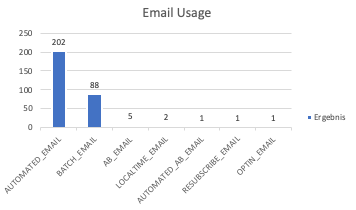 Email Usage
250
200
150
100
50
0
202
88
5
2
1
1
1
AUTOMATED_EMAIL
BATCH_EMAIL
AB_EMAIL
LOCALTIME_EMAIL
AUTOMATED_AB_EMAIL
RESUBSCRIBE_EMAIL
OPTIN_EMAIL
Ergebnis